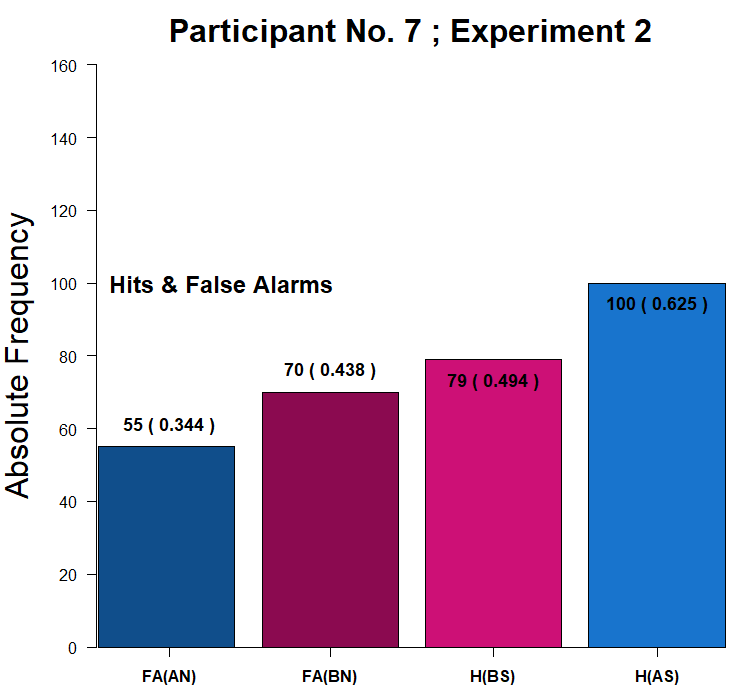 Participant No. 7 ; Experiment 2
Absolute Frequency
160
140
120
100
80
60
40
20
0
Hits & False Alarms
55 ( 0.344 )
70 ( 0.438 )
79 ( 0.494 )
100 ( 0.625 )
FA(AN)
FA(BN)
H(BS)
H(AS)